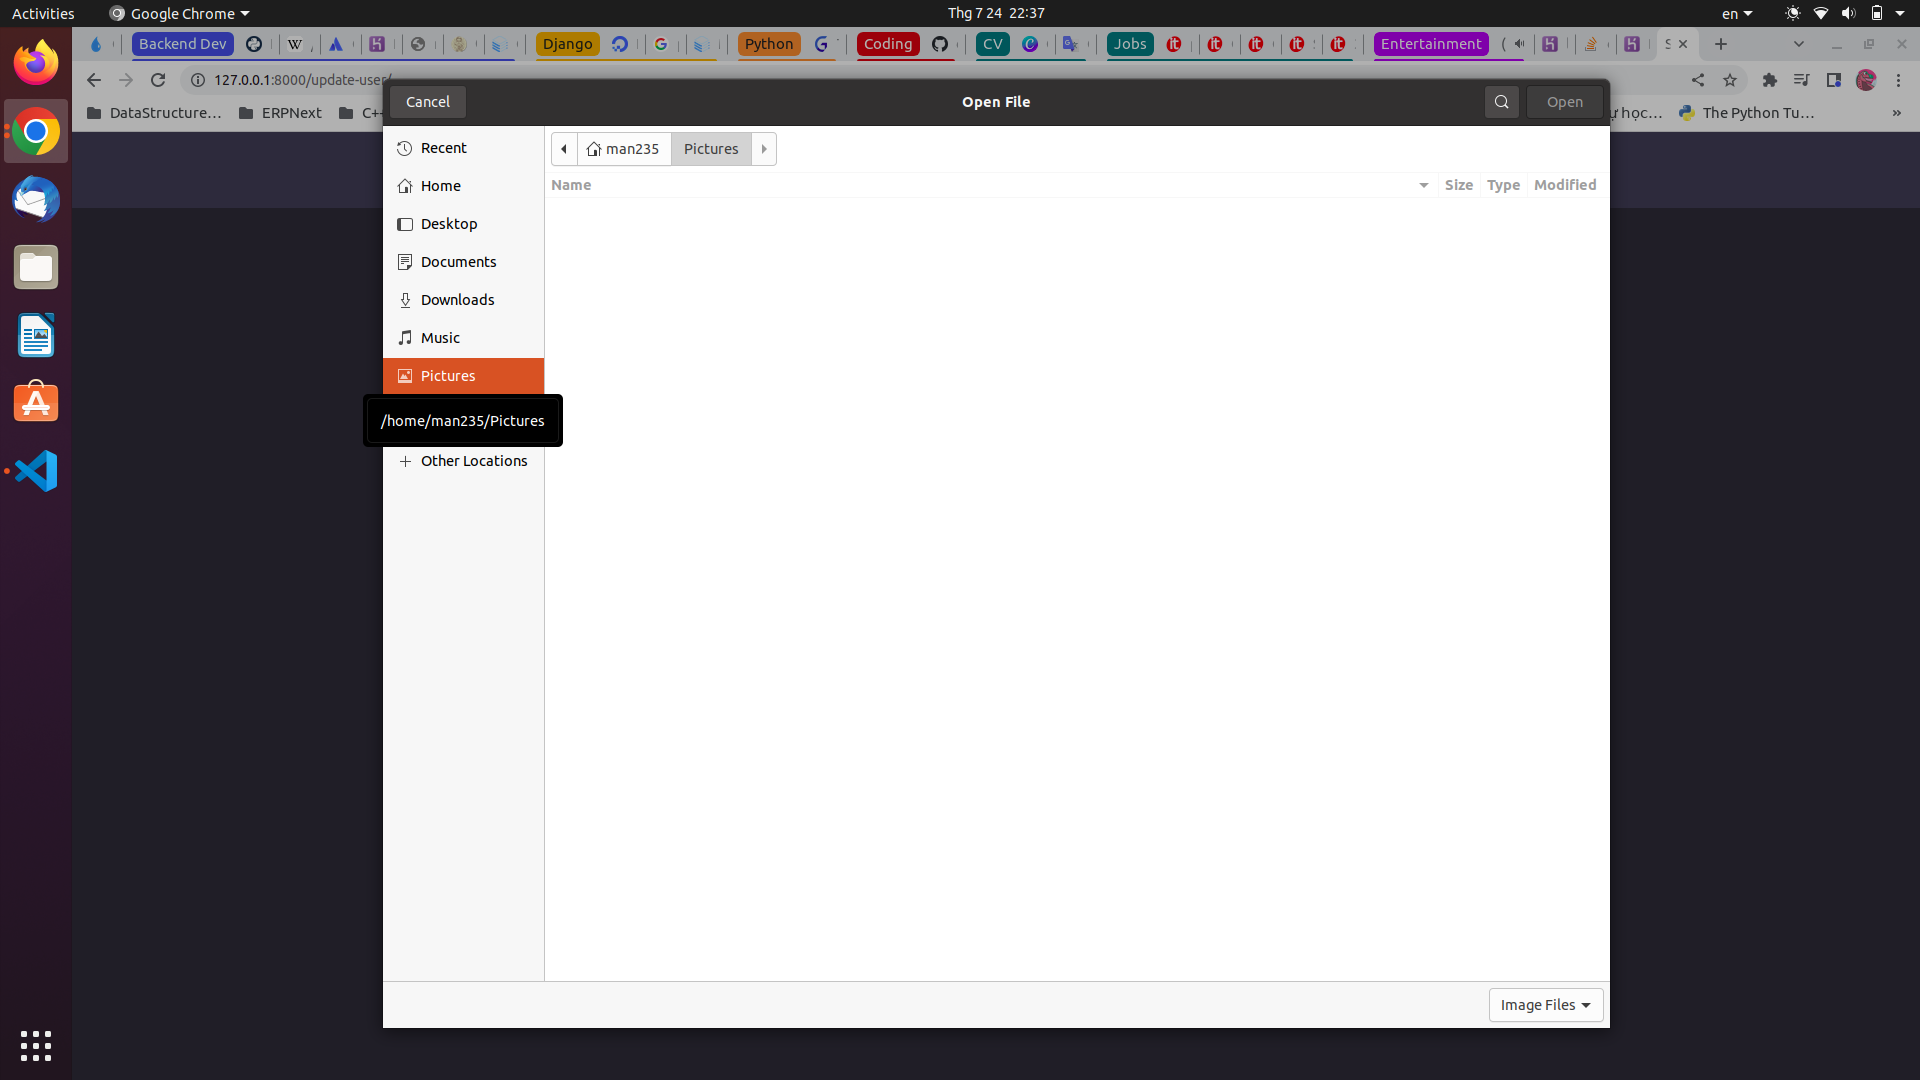 Activities
Google Chrome
Thg 7 24 22:37
en
Backend Dev
W
Django
Python
Coding
CV
Jobs
Entertainment
127.0.0.1:8000/update-user/
DataStructure…
ERPNext
ự học…
The Python Tu…
Cancel
Open File
Open
Recent
Home
Desktop
Documents
Downloads
Music
Pictures
/home/man235/Pictures
Other Locations
man235
Pictures
Name
Size
Type
Modified
Image Files